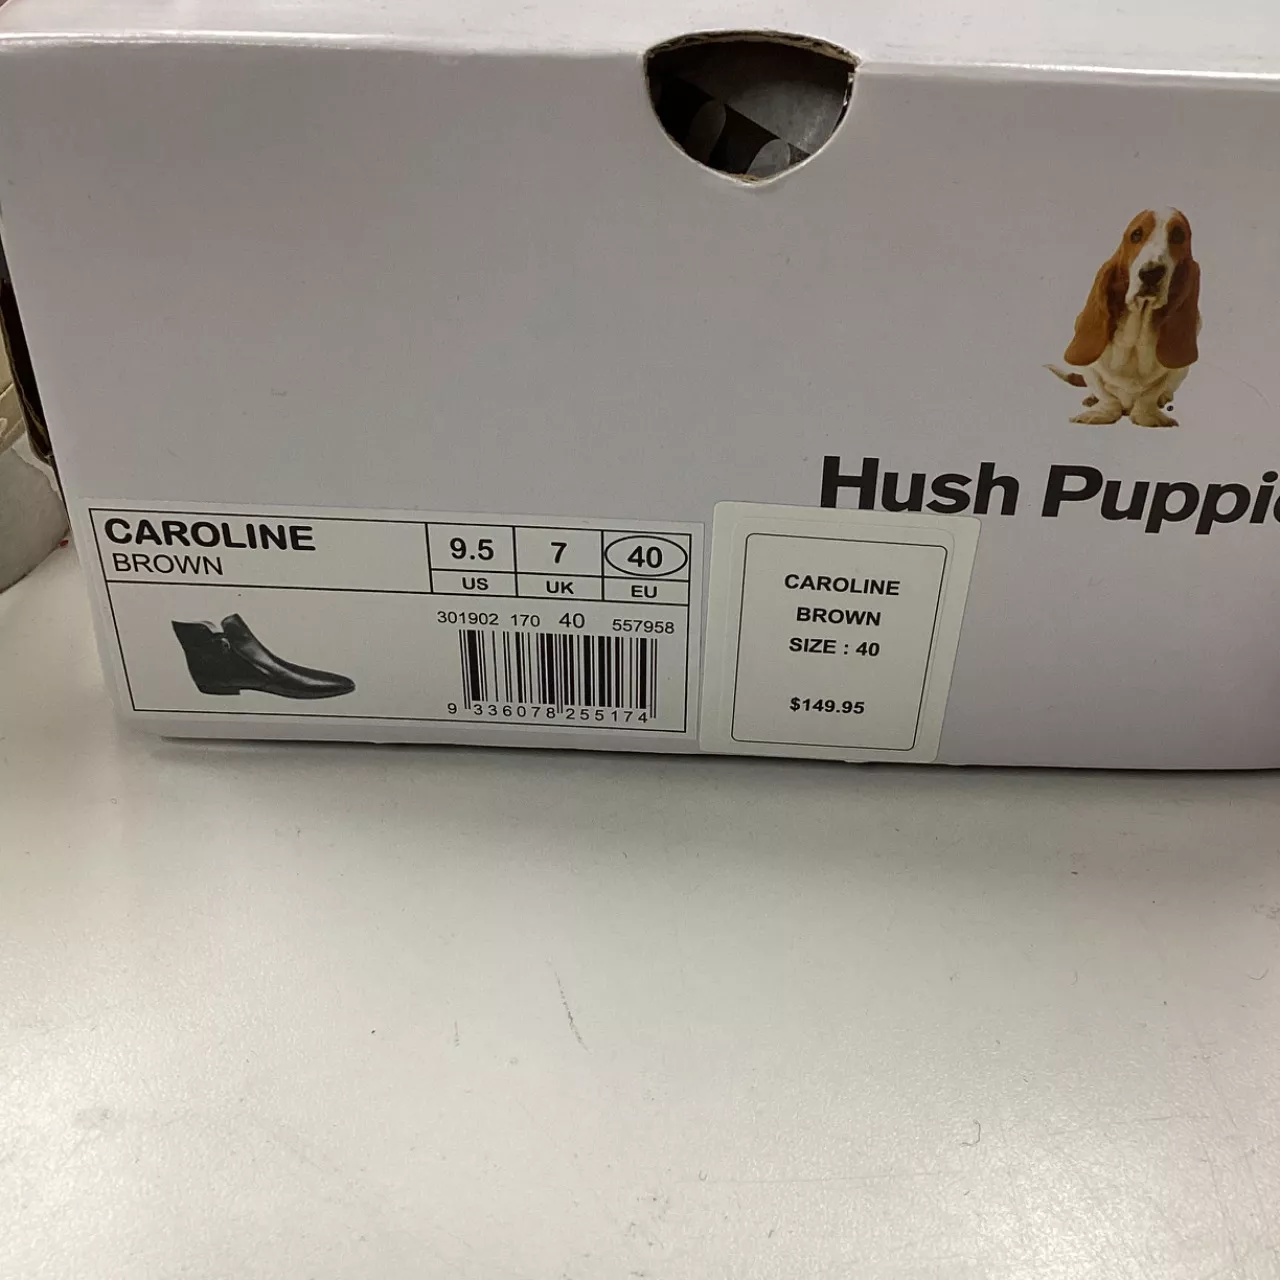 Hush Puppi
CAROLINE
BROWN
9.5 7 40
US UK EU
301902 170 40 557958
9 336078 255174
CAROLINE
BROWN
SIZE : 40
$149.95